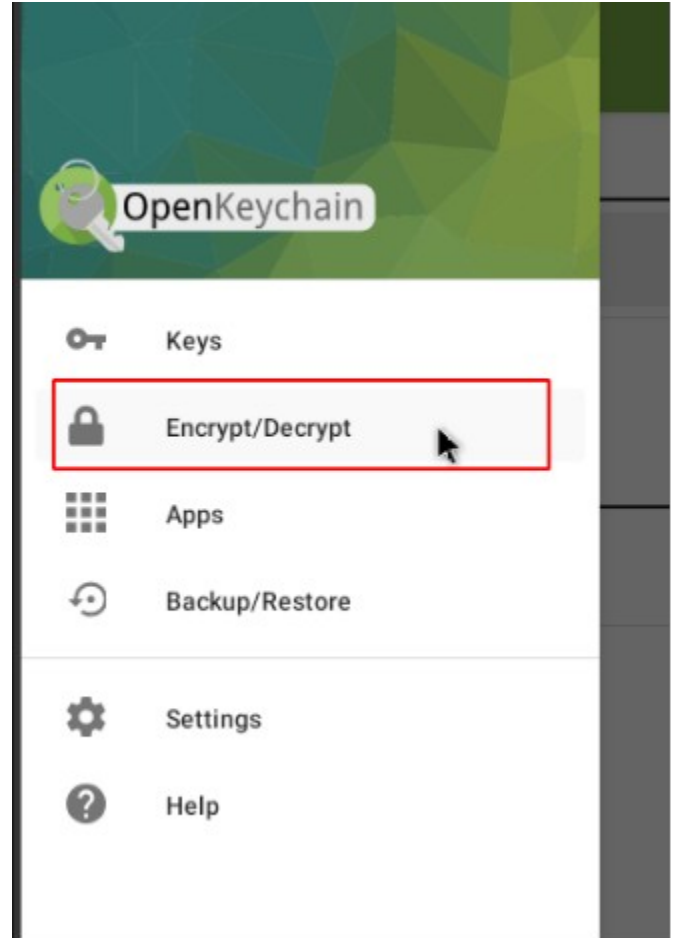 OpenKeychain
Keys
Encrypt/Decrypt
Apps
Backup/Restore
Settings
Help